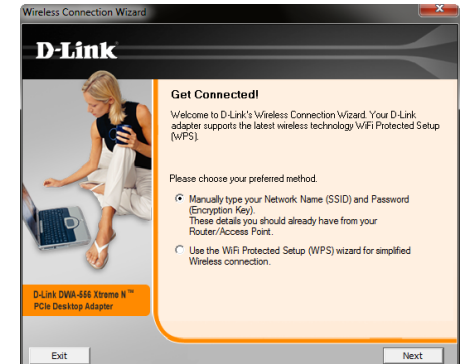 Wireless Connection Wizard
D-Link
Get Connected!
Welcome to D-Link's Wireless Connection Wizard. Your D-Link
adapter supports the latest wireless technology WiFi Protected Setup
(WPS).
Please choose your preferred method.
Manually type your Network Name (SSID) and Password
(Encryption Key).
These details you should already have from your
Router/Access Point.
Use the WiFi Protected Setup (WPS) wizard for simplified
Wireless connection.
D-Link DWA-556 Xtreme N™
PCIe Desktop Adapter
Exit
Next